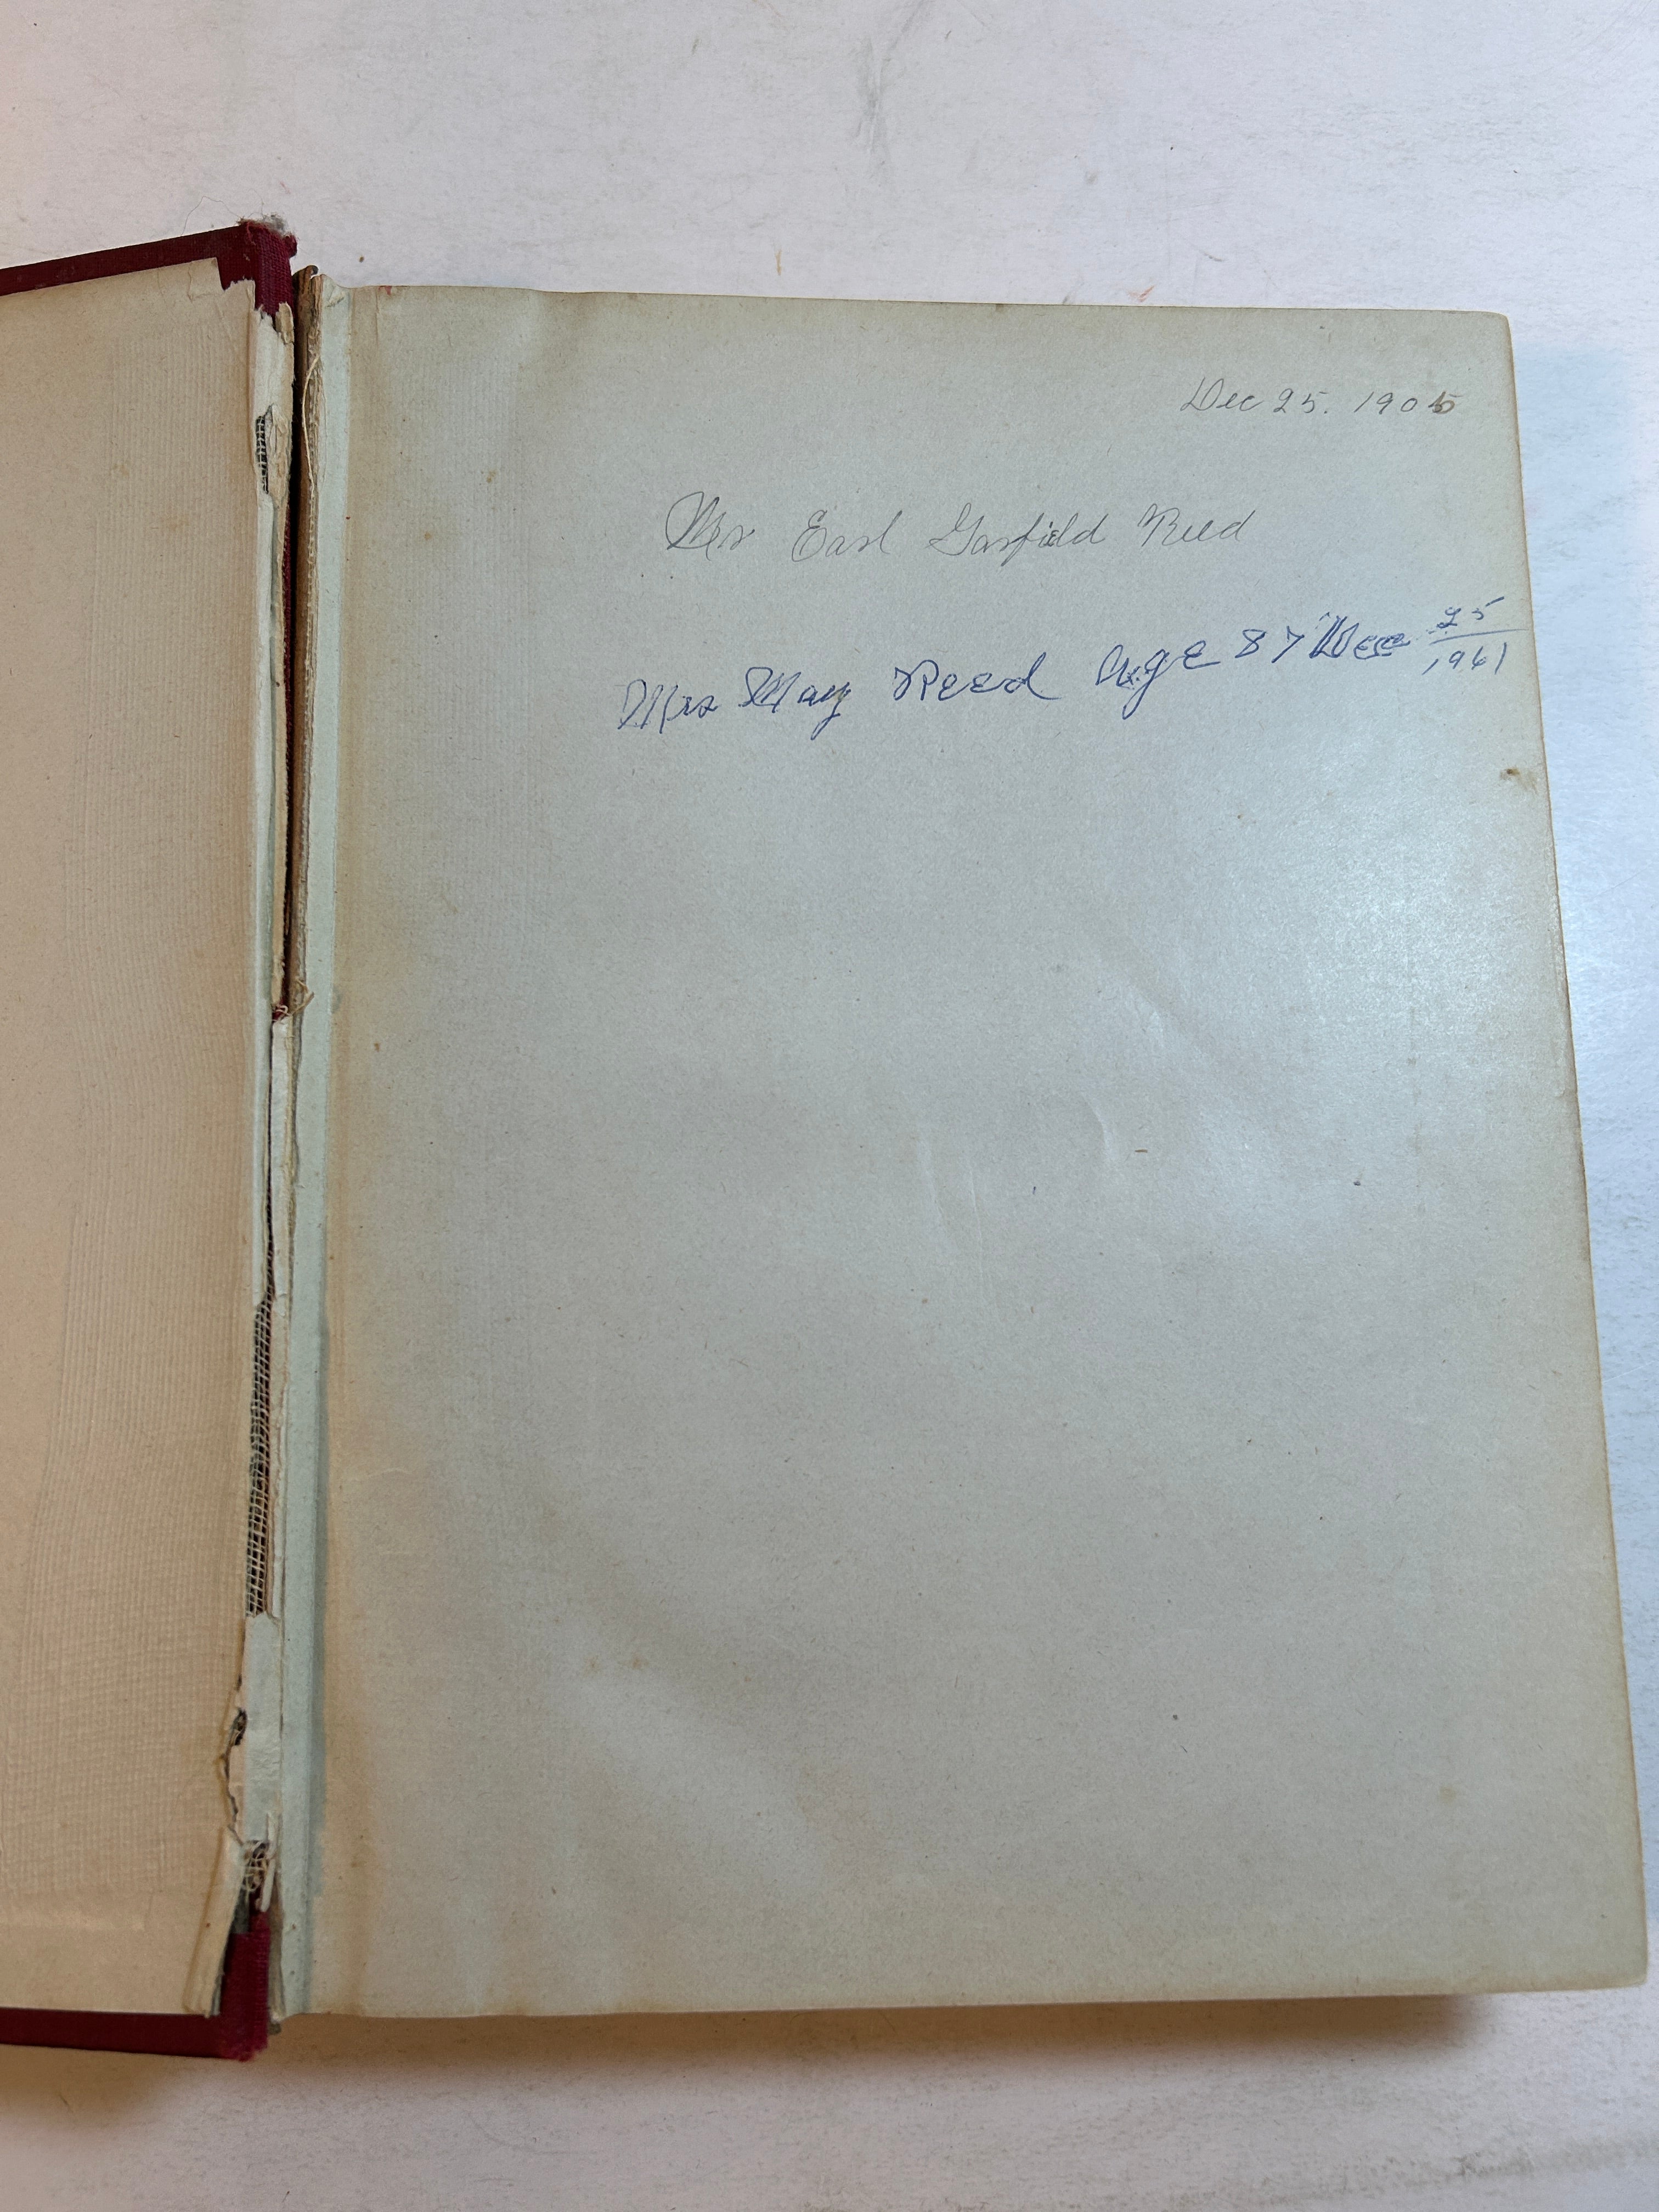 Dec 25. 1905
Mr Earl Garfield Reed
Mrs May Reed Age 87 Dec 25/1961